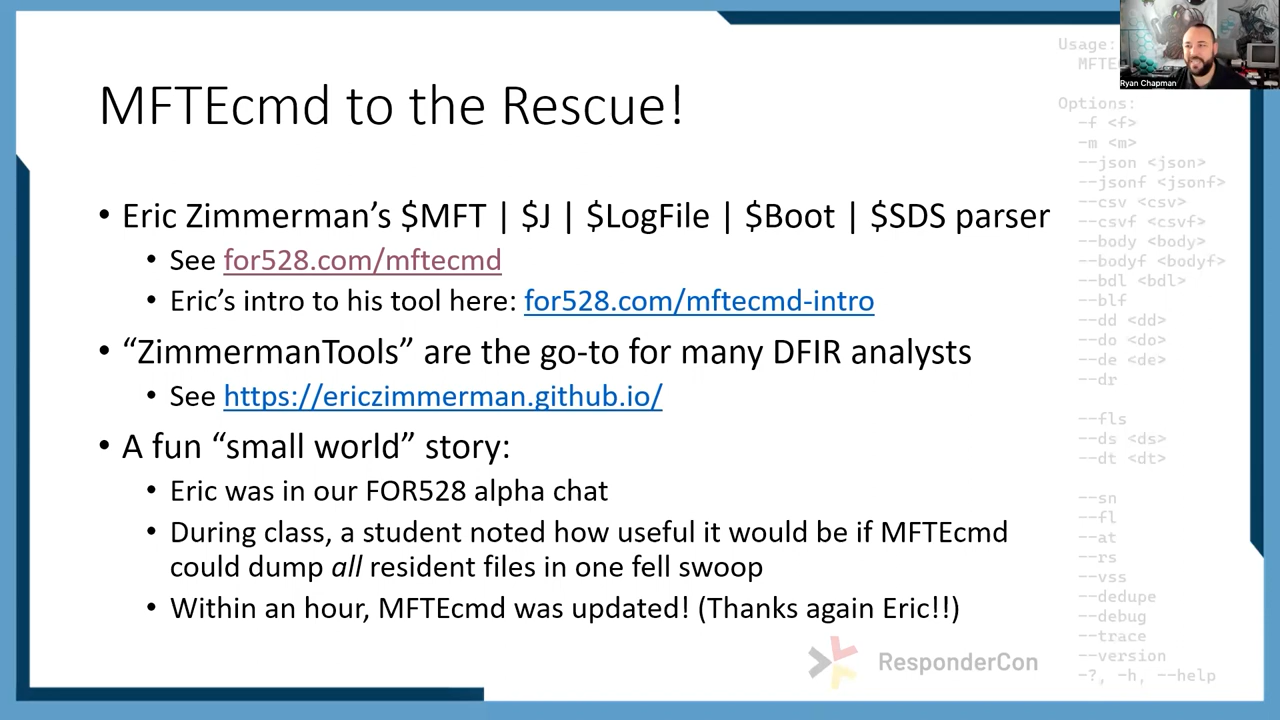 MFTEcmd to the Rescue!
• Eric Zimmerman’s $MFT | $J | $LogFile | $Boot | $SDS parser
• See for528.com/mftecmd
• Eric’s intro to his tool here: for528.com/mftecmd-intro
• “ZimmermanTools” are the go-to for many DFIR analysts
• See https://ericzimmerman.github.io/
• A fun “small world” story:
• Eric was in our FOR528 alpha chat
• During class, a student noted how useful it would be if MFTEcmd
could dump all resident files in one fell swoop
• Within an hour, MFTEcmd was updated! (Thanks again Eric!!)
ResponderCon
Ryan Chapman
Usage:
Options:
-f <f>
-m <m>
--json <json>
--jsonf <jsonf>
--csv <csv>
--csvf <csvf>
--body <body>
--bodyf <bodyf>
--bdl <bdl>
--blf
--dd <dd>
--do <do>
--de <de>
--dr
--fls
--ds <ds>
--dt <dt>
--sn
--fl
--at
--rs
--vss
--dedupe
--debug
--trace
--version
-?, -h, --help